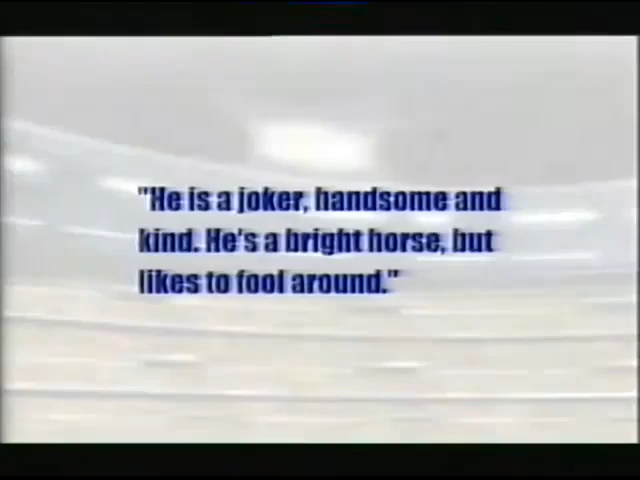 "He is a joker, handsome and
kind. He's a bright horse, but
likes to fool around."